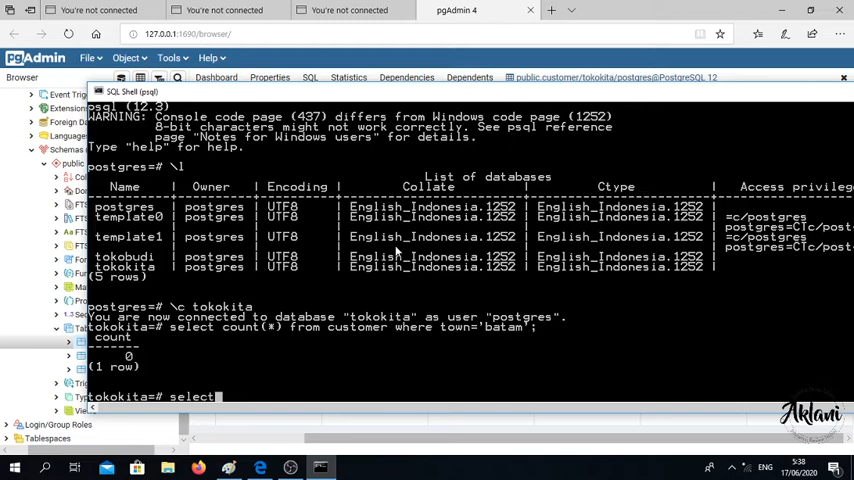 You're not connected
You're not connected
You're not connected
pgAdmin 4
127.0.0.1:1690/browser/
pgAdmin
File
Object
Tools
Help
Browser
Dashboard
Properties
SQL
Statistics
Dependencies
Dependents
public.customer/tokokita/postgres@PostgreSQL 12
Event Trig
Extensions
Foreign Da
Languages
Schemas
public
SQL Shell (psql)
psql (12.3)
WARNING: Console code page (437) differs from Windows code page (1252)
8-bit characters might not work correctly. See psql reference
page "Notes for Windows users" for details.
Type "help" for help.
postgres=# \l
List of databases
Name | Owner | Encoding | Collate | Ctype | Access privileg
postgres | postgres | UTF8 | English_Indonesia.1252 | English_Indonesia.1252 |
template0 | postgres | UTF8 | English_Indonesia.1252 | English_Indonesia.1252 | =c/postgres
postgres=CTc/post
template1 | postgres | UTF8 | English_Indonesia.1252 | English_Indonesia.1252 | =c/postgres
postgres=CTc/post
tokobudi | postgres | UTF8 | English_Indonesia.1252 | English_Indonesia.1252 |
tokokita | postgres | UTF8 | English_Indonesia.1252 | English_Indonesia.1252 |
(5 rows)
postgres=# \c tokokita
You are now connected to database "tokokita" as user "postgres".
tokokita=# select count(*) from customer where town='batam';
count
-------
0
(1 row)
tokokita=# select
Login/Group Roles
Tablespaces
Aklani
ENG
5:38
17/06/2020